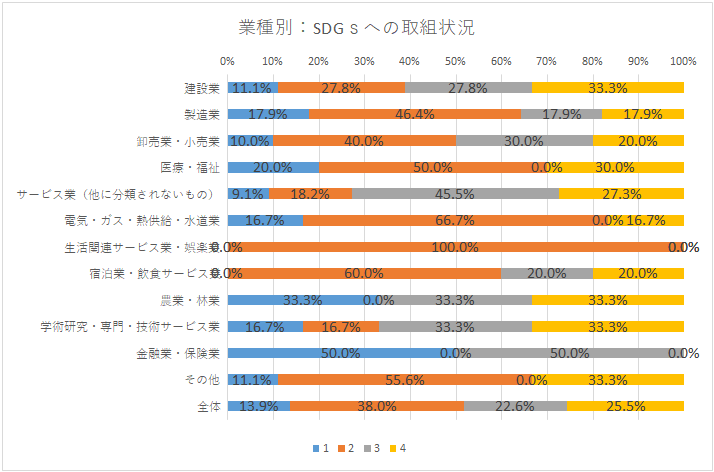 業種別：SDGｓへの取組状況
0% 10% 20% 30% 40% 50% 60% 70% 80% 90% 100%
建設業 11.1% 27.8% 27.8% 33.3%
製造業 17.9% 46.4% 17.9% 17.9%
卸売業・小売業 10.0% 40.0% 30.0% 20.0%
医療・福祉 20.0% 50.0% 0.0% 30.0%
サービス業（他に分類されないもの） 9.1% 18.2% 45.5% 27.3%
電気・ガス・熱供給・水道業 16.7% 66.7% 0.0% 16.7%
生活関連サービス業・娯楽業 0.0% 100.0% 0.0%
宿泊業・飲食サービス業 0.0% 60.0% 20.0% 20.0%
農業・林業 33.3% 0.0% 33.3% 33.3%
学術研究・専門・技術サービス業 16.7% 16.7% 33.3% 33.3%
金融業・保険業 50.0% 0.0% 50.0% 0.0%
その他 11.1% 55.6% 0.0% 33.3%
全体 13.9% 38.0% 22.6% 25.5%
1 2 3 4